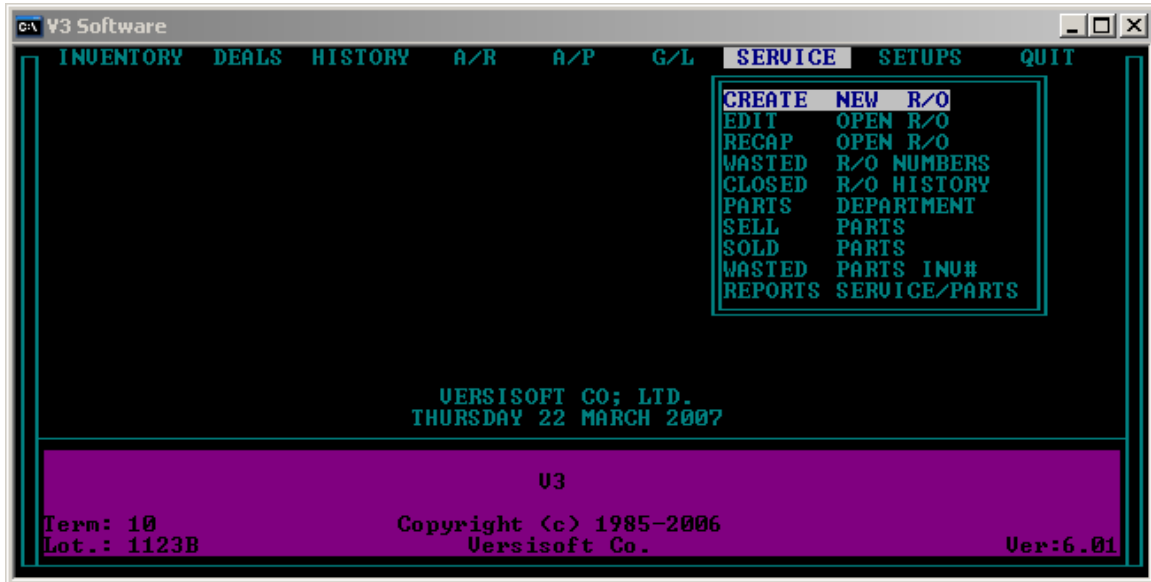 V3 Software
INVENTORY DEALS HISTORY A/R A/P G/L SERVICE SETUPS QUIT
CREATE NEW R/O
EDIT OPEN R/O
RECAP OPEN R/O
WASTED R/O NUMBERS
CLOSED R/O HISTORY
PARTS DEPARTMENT
SELL PARTS
SOLD PARTS
WASTED PARTS INV#
REPORTS SERVICE/PARTS
VERSISOFT CO; LTD.
THURSDAY 22 MARCH 2007
V3
Term: 10 Copyright (c) 1985-2006
Lot.: 1123B Versisoft Co. Ver:6.01